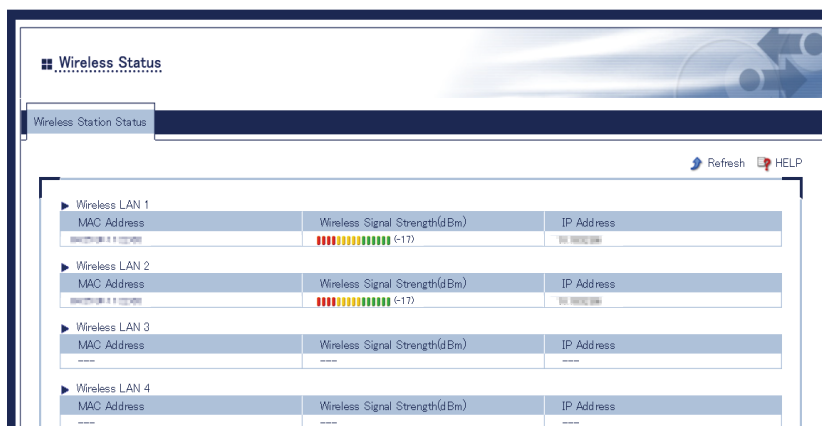 Wireless Status
Wireless Station Status
Refresh HELP
Wireless LAN 1
MAC Address Wireless Signal Strength(dBm) IP Address
(-17)
Wireless LAN 2
MAC Address Wireless Signal Strength(dBm) IP Address
(-17)
Wireless LAN 3
MAC Address Wireless Signal Strength(dBm) IP Address
--- --- ---
Wireless LAN 4
MAC Address Wireless Signal Strength(dBm) IP Address
--- --- ---